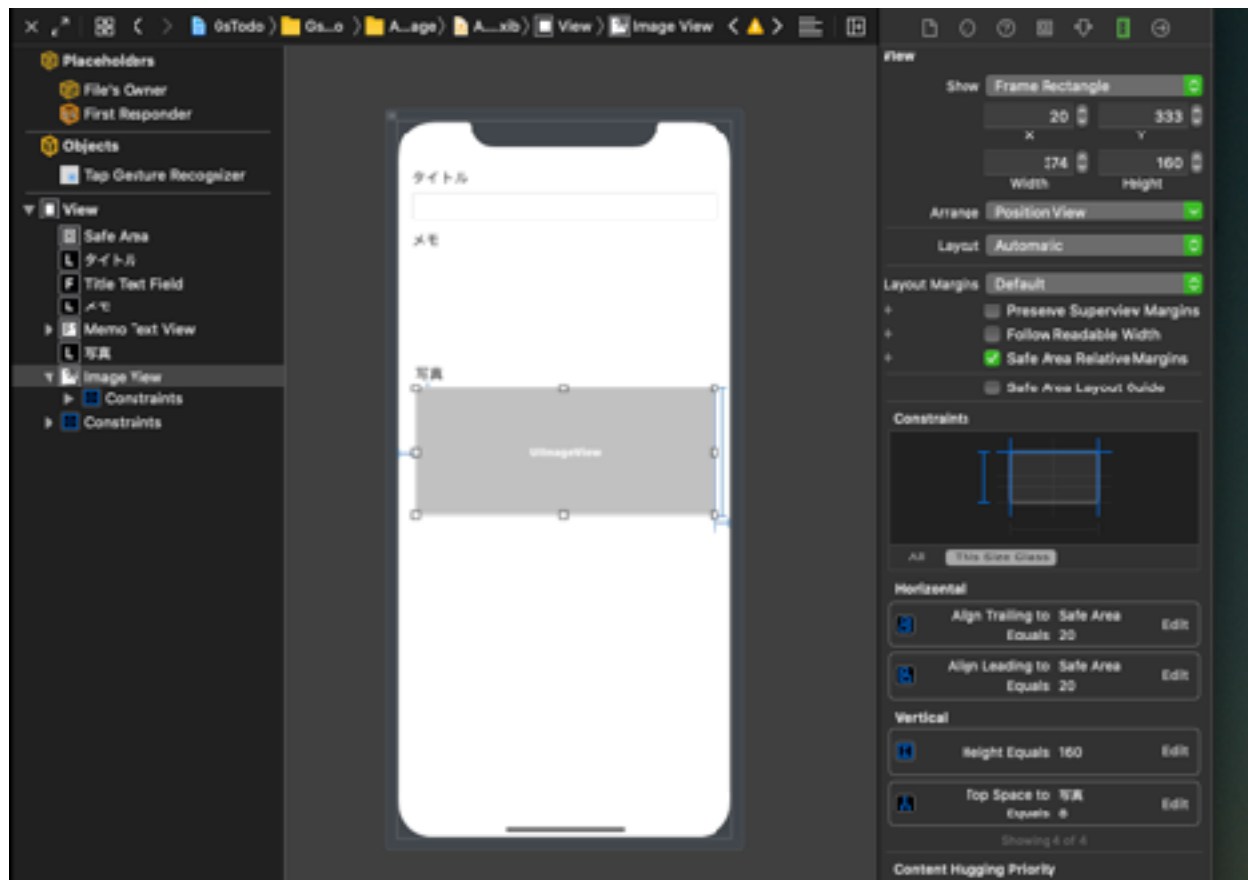 GsTodo
Gs...o
A...age
A...xib
View
Image View
Placeholders
File's Owner
First Responder
Objects
Tap Gesture Recognizer
View
Safe Area
L タイトル
F Title Text Field
L メモ
Memo Text View
L 写真
Image View
Constraints
Constraints
タイトル
メモ
写真
UIImageView
View
Show Frame Rectangle
20 333
X Y
374 160
Width Height
Arrange Position View
Layout Automatic
Layout Margins Default
Preserve Superview Margins
Follow Readable Width
Safe Area Relative Margins
Safe Area Layout Guide
Constraints
All This Size Class
Horizontal
Align Trailing to Safe Area
Equals 20
Edit
Align Leading to Safe Area
Equals 20
Edit
Vertical
Height Equals 160
Edit
Top Space to 写真
Equals
Edit
Showing 4 of 4
Content Hugging Priority